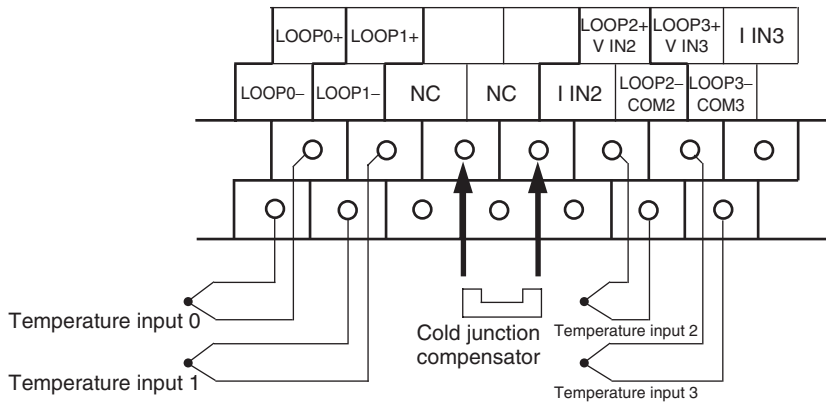 LOOP0+
LOOP1+
LOOP2+
V IN2
LOOP3+
V IN3
I IN3
LOOP0–
LOOP1–
NC
NC
I IN2
LOOP2–
COM2
LOOP3–
COM3
Temperature input 0
Temperature input 1
Cold junction
compensator
Temperature input 2
Temperature input 3